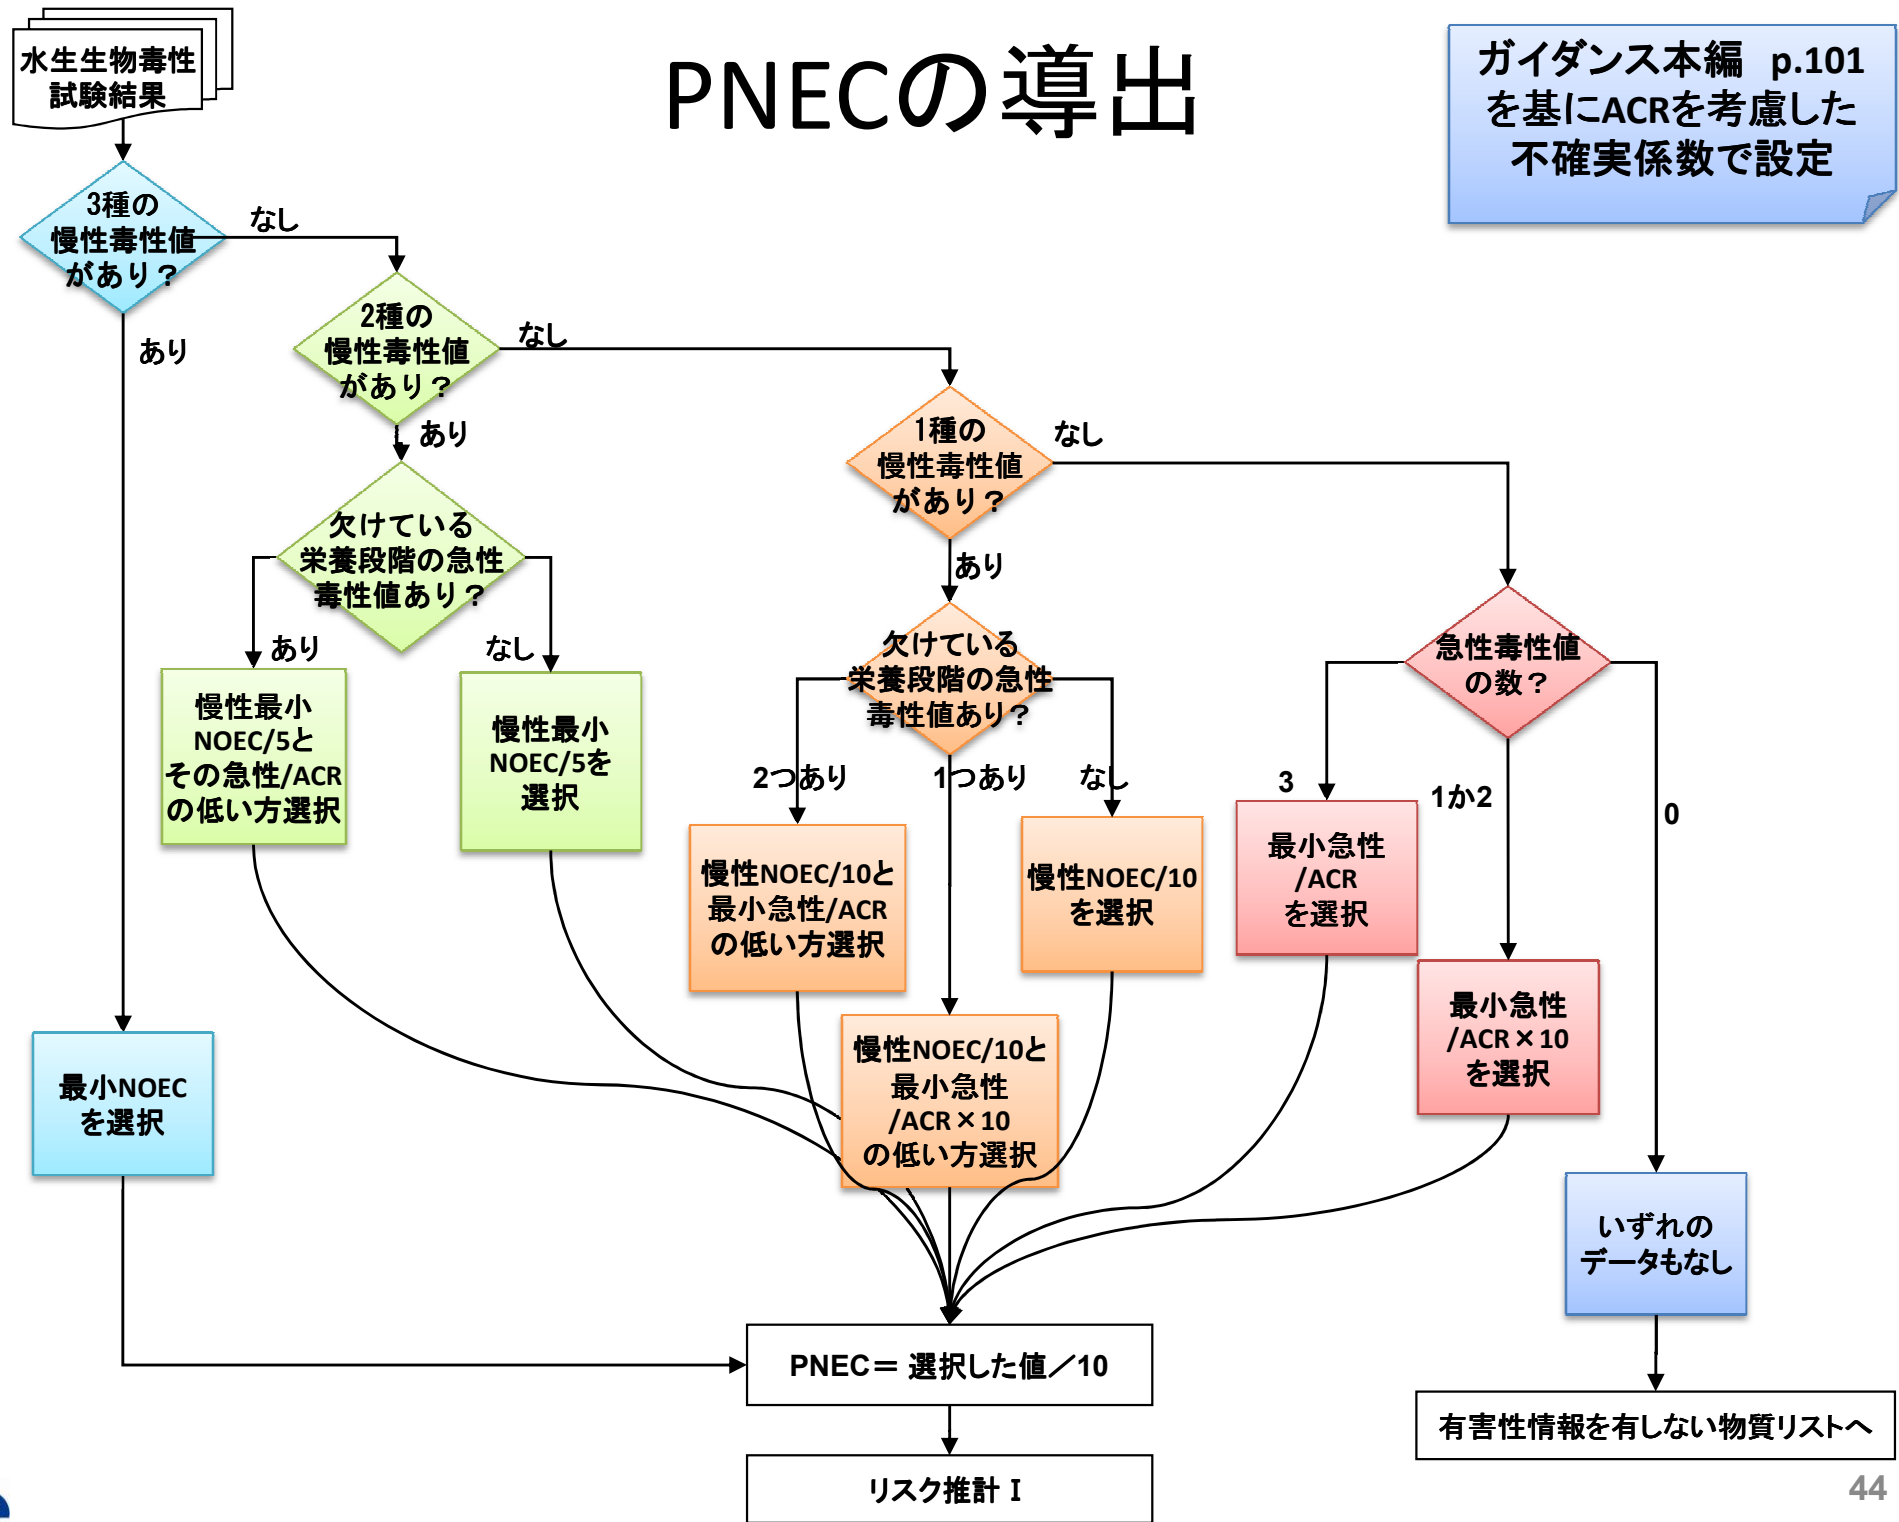 PNECの導出
ガイダンス本編　p.101
を基にACRを考慮した
不確実係数で設定
水生生物毒性
試験結果
3種の
慢性毒性値
があり？
なし
あり
2種の
慢性毒性値
があり？
なし
あり
欠けている
栄養段階の急性
毒性値あり？
あり
なし
慢性最小
NOEC/5と
その急性/ACR
の低い方選択
慢性最小
NOEC/5を
選択
1種の
慢性毒性値
があり？
なし
あり
欠けている
栄養段階の急性
毒性値あり？
2つあり
1つあり
なし
慢性NOEC/10と
最小急性/ACR
の低い方選択
慢性NOEC/10と
最小急性
/ACR×10
の低い方選択
慢性NOEC/10
を選択
急性毒性値
の数？
3
1か2
0
最小急性
/ACR
を選択
最小急性
/ACR×10
を選択
いずれの
データもなし
最小NOEC
を選択
PNEC＝ 選択した値／10
リスク推計Ⅰ
有害性情報を有しない物質リストへ
44